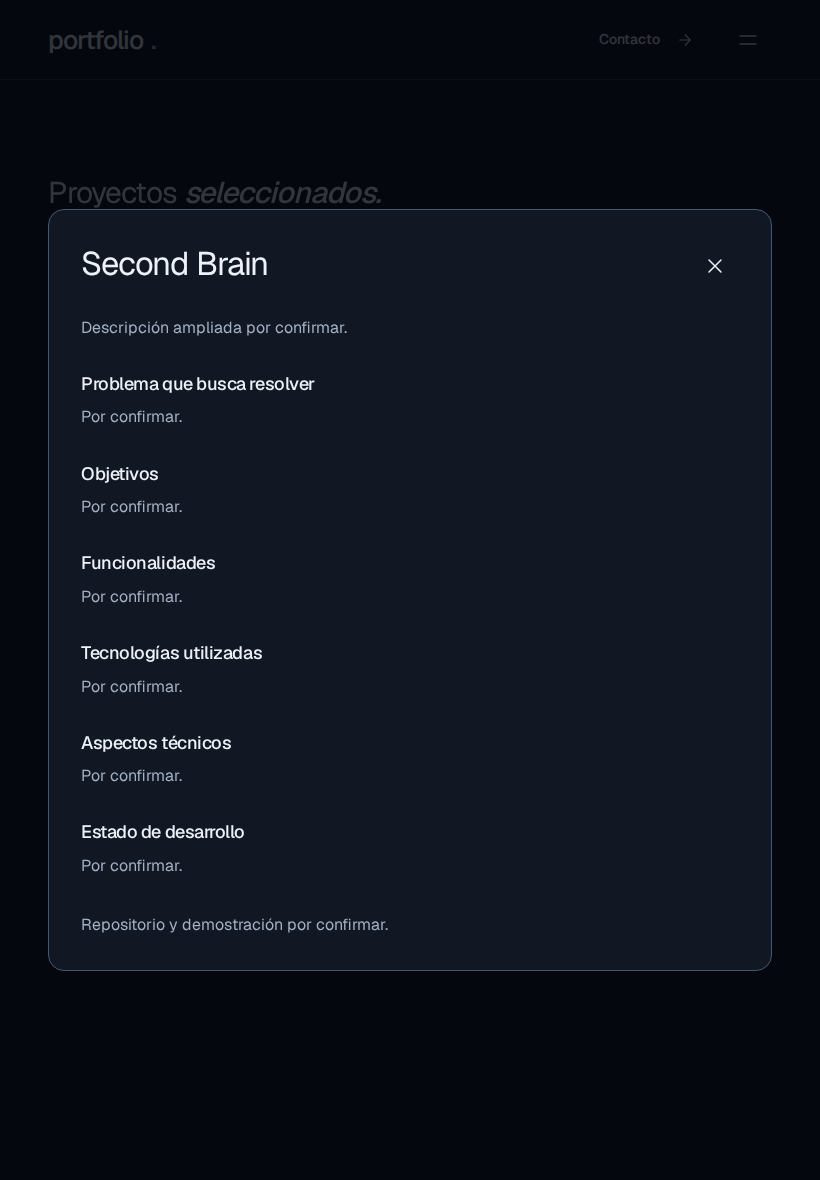 portfolio .
Contacto
Proyectos seleccionados.
Second Brain
Descripción ampliada por confirmar.
Problema que busca resolver
Por confirmar.
Objetivos
Por confirmar.
Funcionalidades
Por confirmar.
Tecnologías utilizadas
Por confirmar.
Aspectos técnicos
Por confirmar.
Estado de desarrollo
Por confirmar.
Repositorio y demostración por confirmar.